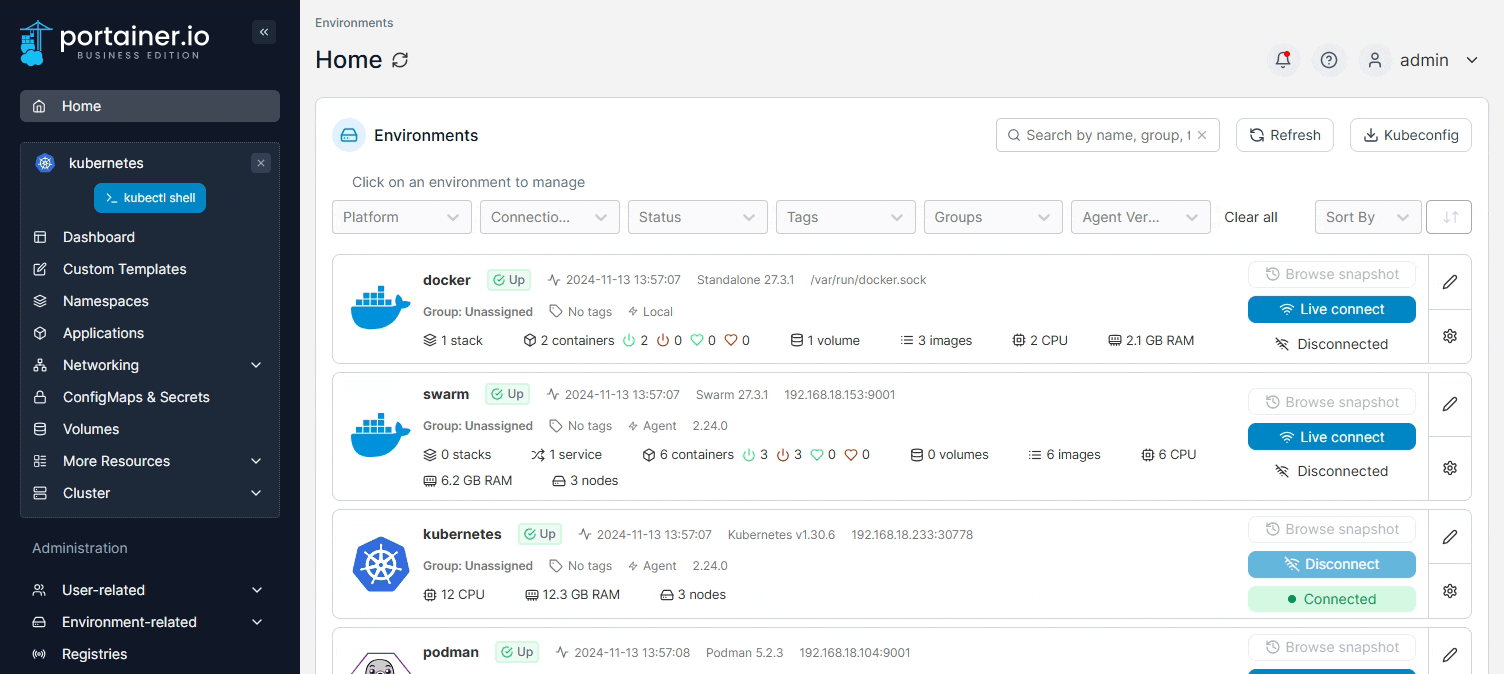 portainer.io
BUSINESS EDITION
Home
kubernetes
kubectl shell
Dashboard
Custom Templates
Namespaces
Applications
Networking
ConfigMaps & Secrets
Volumes
More Resources
Cluster
Administration
User-related
Environment-related
Registries
Environments
Home
admin
Environments
Search by name, group, t
Refresh
Kubeconfig
Click on an environment to manage
Platform
Connectio...
Status
Tags
Groups
Agent Ver...
Clear all
Sort By
docker Up 2024-11-13 13:57:07 Standalone 27.3.1 /var/run/docker.sock
Group: Unassigned No tags Local
1 stack 2 containers 2 0 0 0 1 volume 3 images 2 CPU 2.1 GB RAM
Browse snapshot
Live connect
Disconnected
swarm Up 2024-11-13 13:57:07 Swarm 27.3.1 192.168.18.153:9001
Group: Unassigned No tags Agent 2.24.0
0 stacks 1 service 6 containers 3 3 0 0 0 volumes 6 images 6 CPU
6.2 GB RAM 3 nodes
Browse snapshot
Live connect
Disconnected
kubernetes Up 2024-11-13 13:57:07 Kubernetes v1.30.6 192.168.18.233:30778
Group: Unassigned No tags Agent 2.24.0
12 CPU 12.3 GB RAM 3 nodes
Browse snapshot
Disconnect
Connected
podman Up 2024-11-13 13:57:08 Podman 5.2.3 192.168.18.104:9001
Browse snapshot